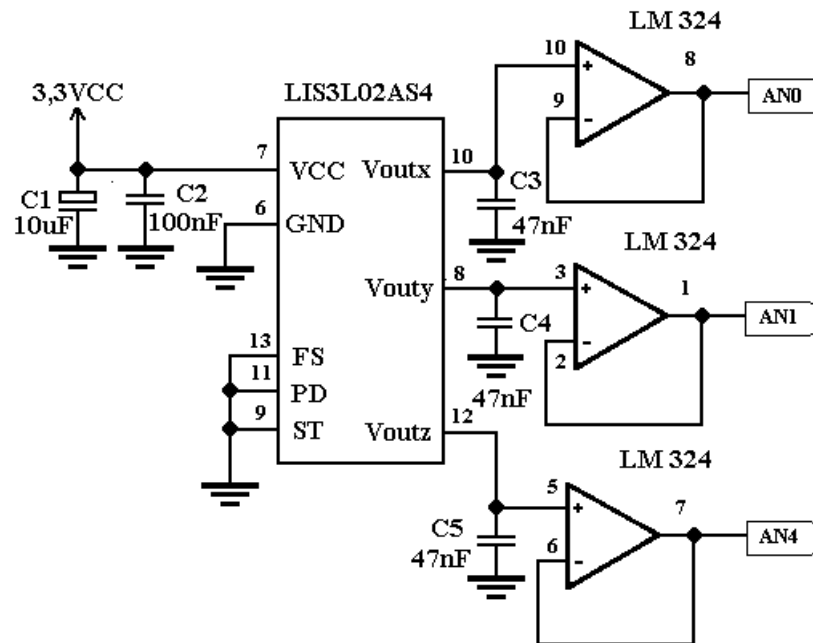 LM 324
10
8
+
9
-
AN0
3,3VCC
LIS3L02AS4
7
VCC
Voutx
10
C3
47nF
C1
10uF
C2
100nF
6
GND
LM 324
Vouty
8
3
+
1
AN1
2
-
C4
47nF
13
FS
11
PD
9
ST
Voutz
12
LM 324
5
+
7
AN4
6
-
C5
47nF